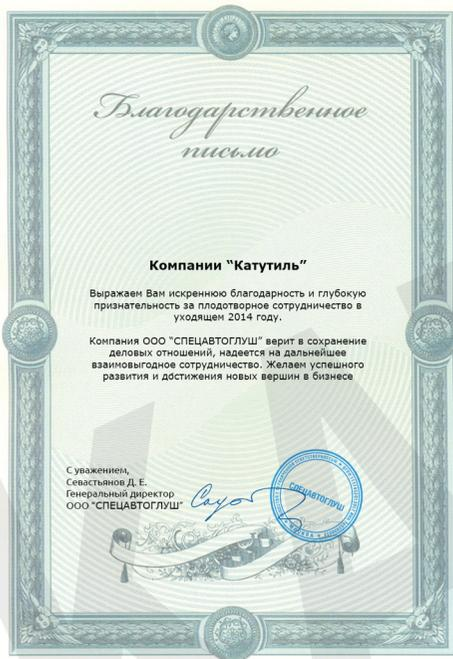 Благодарственное
письмо
Компании “Катутиль”
Выражаем Вам искреннюю благодарность и глубокую
признательность за плодотворное сотрудничество в
уходящем 2014 году.
Компания ООО “СПЕЦАВТОГЛУШ” верит в сохранение
деловых отношений, надеется на дальнейшее
взаимовыгодное сотрудничество. Желаем успешного
развития и достижения новых вершин в бизнесе
С уважением,
Севастьянов Д. Е.
Генеральный директор
ООО “СПЕЦАВТОГЛУШ”
СПЕЦАВТОГЛУШ